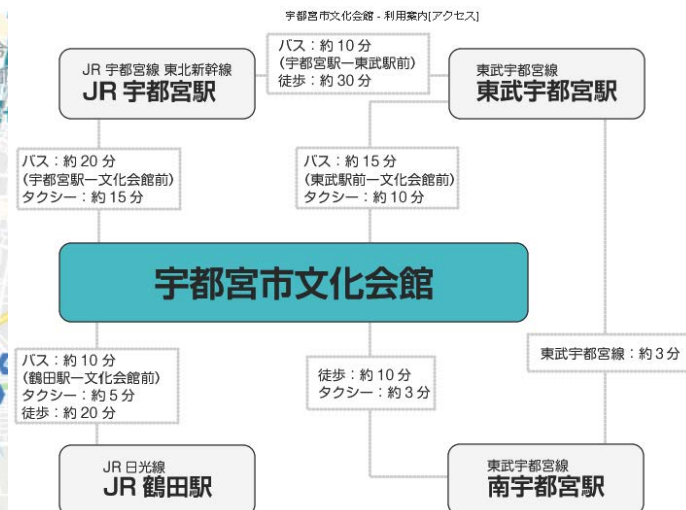 宇都宮市文化会館 - 利用案内[アクセス]
JR 宇都宮線 東北新幹線
JR 宇都宮駅
バス：約 10 分
(宇都宮駅ー東武駅前)
徒歩：約 30 分
東武宇都宮線
東武宇都宮駅
バス：約 20 分
(宇都宮駅ー文化会館前)
タクシー：約 15 分
バス：約 15 分
(東武駅前ー文化会館前)
タクシー：約 10 分
宇都宮市文化会館
バス：約 10 分
(鶴田駅ー文化会館前)
タクシー：約 5 分
徒歩：約 20 分
徒歩：約 10 分
タクシー：約 3 分
東武宇都宮線：約 3 分
JR 日光線
JR 鶴田駅
東武宇都宮線
南宇都宮駅